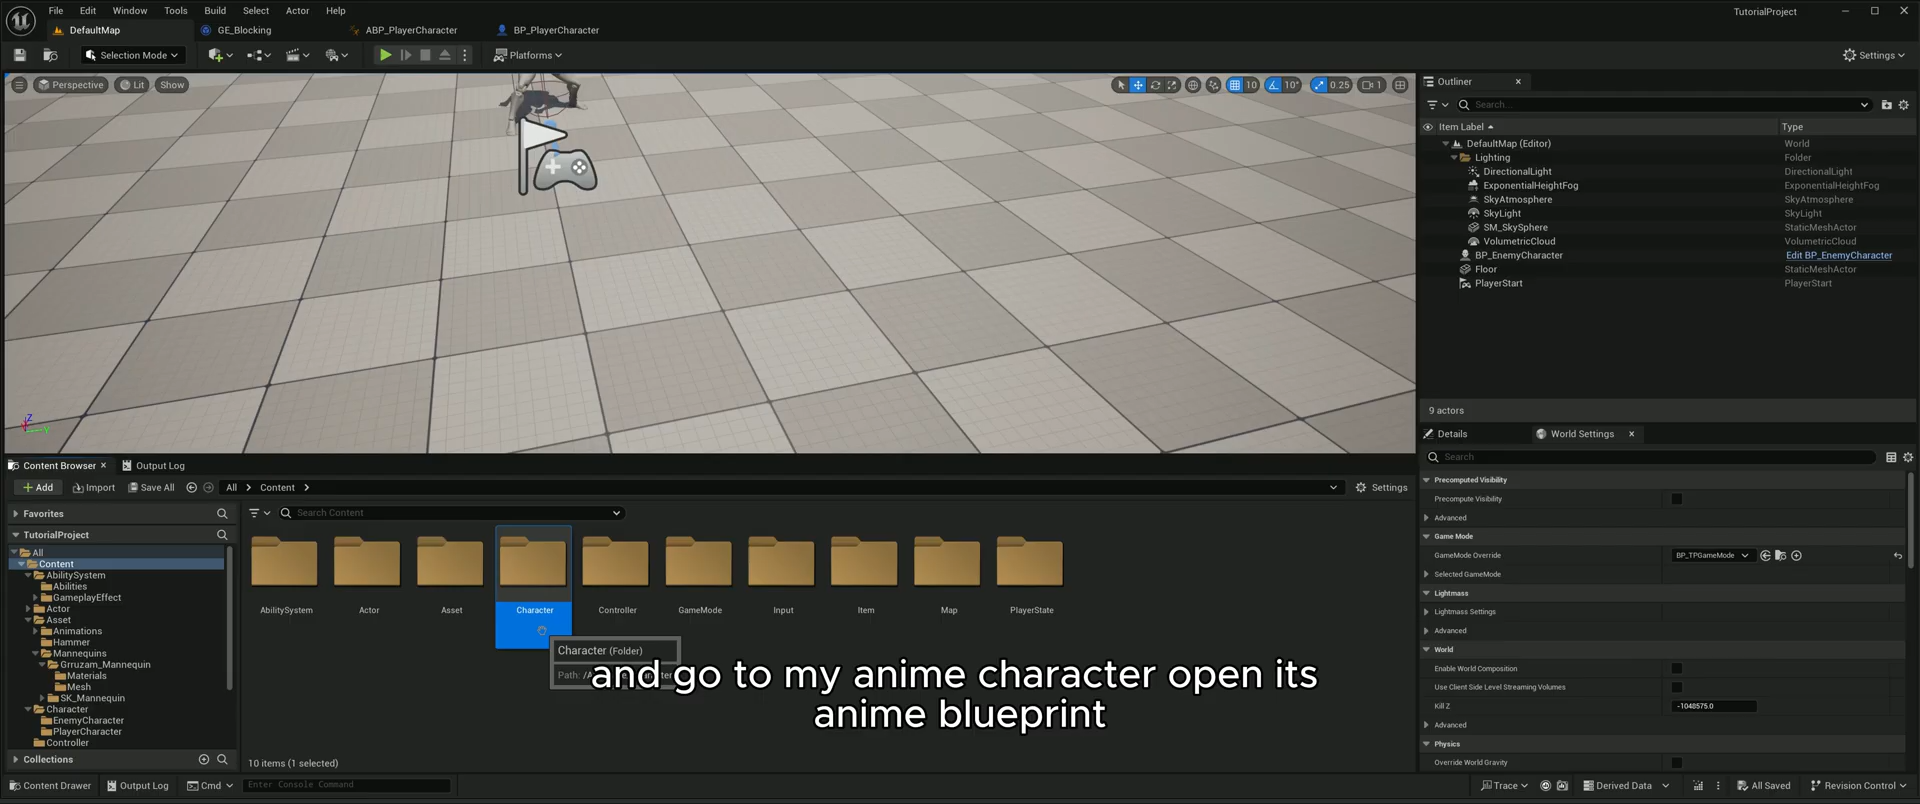 File Edit Window Tools Build Select Actor Help
TutorialProject
DefaultMap GE_Blocking ABP_PlayerCharacter BP_PlayerCharacter
Selection Mode Platforms Settings
Perspective Lit Show 10 10° 0.25 1
Outliner
Search...
Item Label Type
DefaultMap (Editor) World
Lighting Folder
DirectionalLight DirectionalLight
ExponentialHeightFog ExponentialHeightFog
SkyAtmosphere SkyAtmosphere
SkyLight SkyLight
SM_SkySphere StaticMeshActor
VolumetricCloud VolumetricCloud
BP_EnemyCharacter Edit BP_EnemyCharacter
Floor StaticMeshActor
PlayerStart PlayerStart
9 actors
Z
Y
Content Browser Output Log
Add Import Save All All Content Settings
Favorites
Search Content
TutorialProject
All
Content
AbilitySystem
Abilities
GameplayEffect
Actor
Asset
Animations
Hammer
Mannequins
Grruzam_Mannequin
Materials
Mesh
SK_Mannequin
Character
EnemyCharacter
PlayerCharacter
Controller
Collections
AbilitySystem Actor Asset Character Controller GameMode Input Item Map PlayerState
Character (Folder)
Path:
and go to my anime character open its
anime blueprint
10 items (1 selected)
Details World Settings
Search
Precomputed Visibility
Precompute Visibility
Advanced
Game Mode
GameMode Override BP_TPGameMode
Selected GameMode
Lightmass
Lightmass Settings
Advanced
World
Enable World Composition
Use Client Side Level Streaming Volumes
Kill Z -1048575.0
Advanced
Physics
Override World Gravity
Content Drawer Output Log Cmd Enter Console Command
Trace Derived Data All Saved Revision Control